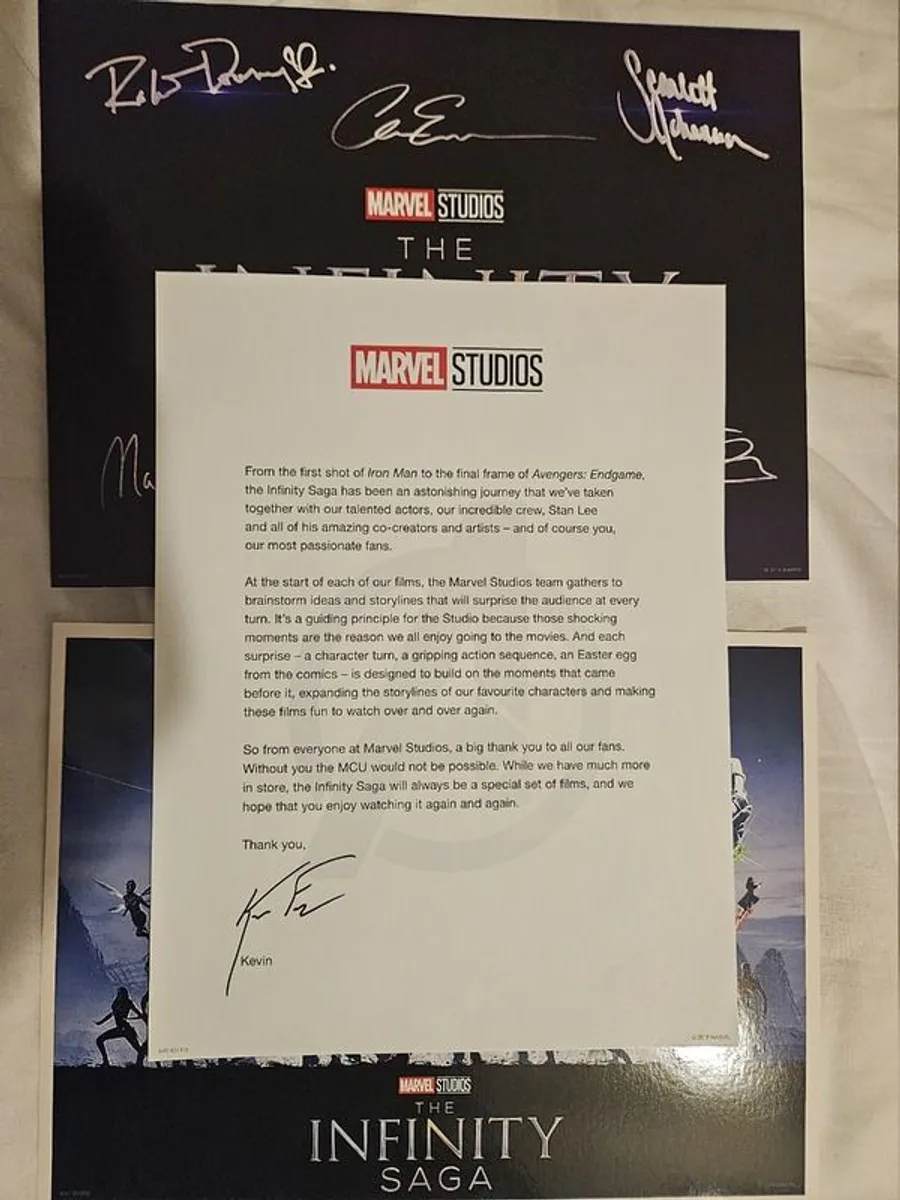 Robert Downey Jr.
Chris Evans
Scarlett Johansson
MARVEL STUDIOS
THE
INFINITY
MARVEL STUDIOS
From the first shot of Iron Man to the final frame of Avengers: Endgame,
the Infinity Saga has been an astonishing journey that we've taken
together with our talented actors, our incredible crew, Stan Lee
and all of his amazing co-creators and artists – and of course you,
our most passionate fans.
At the start of each of our films, the Marvel Studios team gathers to
brainstorm ideas and storylines that will surprise the audience at every
turn. It's a guiding principle for the Studio because those shocking
moments are the reason we all enjoy going to the movies. And each
surprise – a character turn, a gripping action sequence, an Easter egg
from the comics – is designed to build on the moments that came
before it, expanding the storylines of our favourite characters and making
these films fun to watch over and over again.
So from everyone at Marvel Studios, a big thank you to all our fans.
Without you the MCU would not be possible. While we have much more
in store, the Infinity Saga will always be a special set of films, and we
hope that you enjoy watching it again and again.
Thank you,
Kevin
MARVEL STUDIOS
THE
INFINITY
SAGA